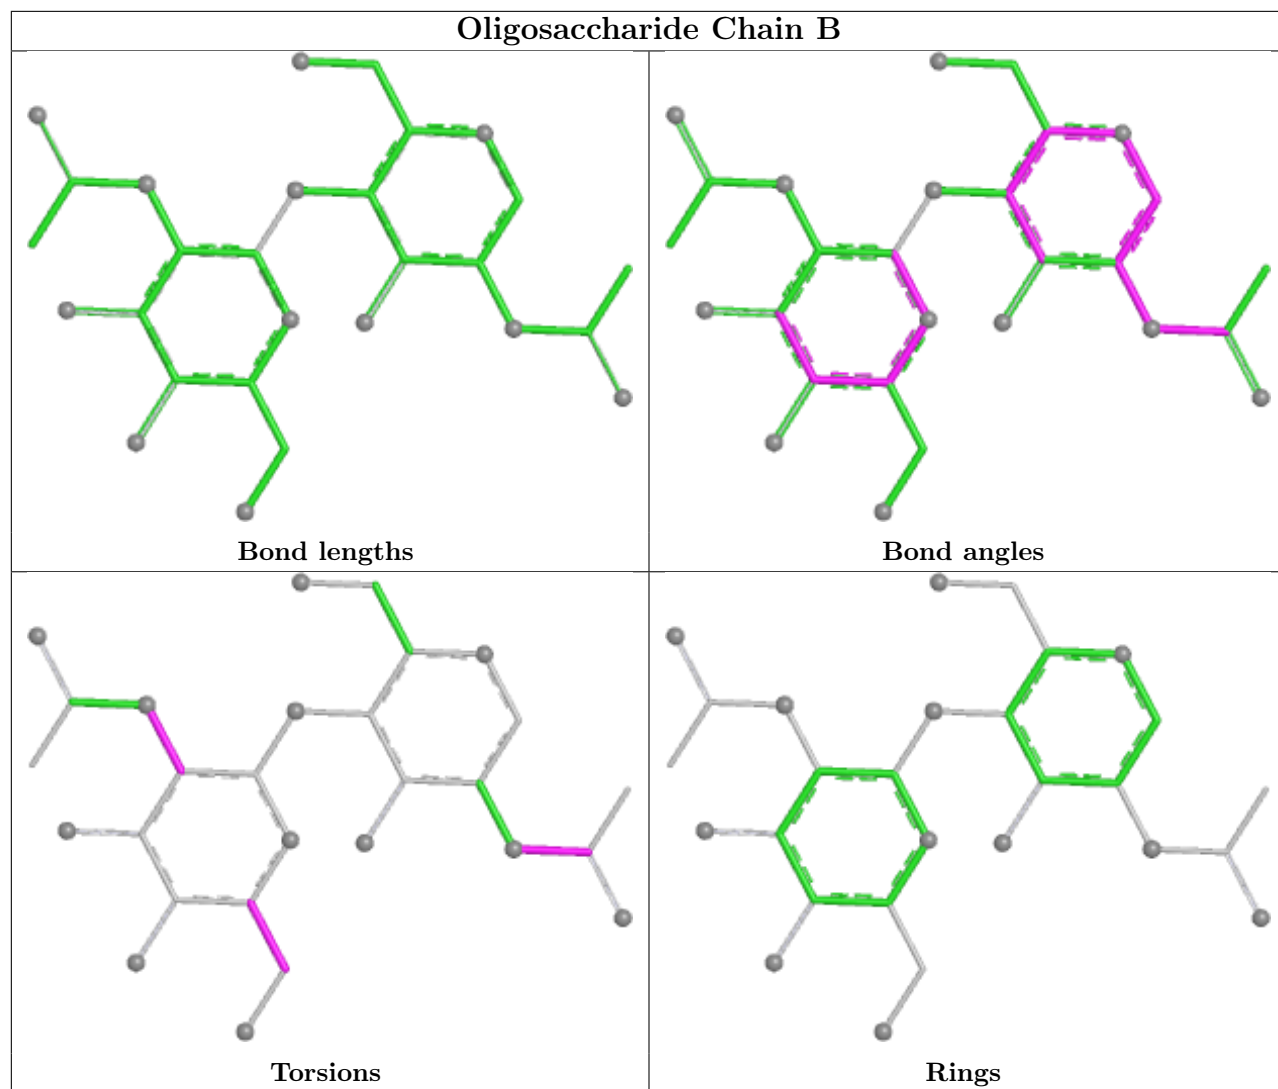 Oligosaccharide Chain B
Bond lengths
Bond angles
Torsions
Rings